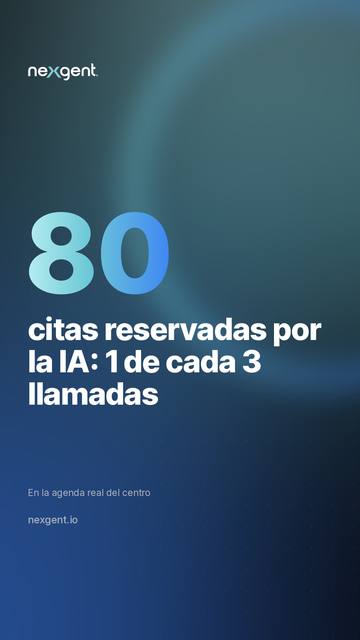 nexgent.
80
citas reservadas por
la IA: 1 de cada 3
llamadas
En la agenda real del centro
nexgent.io